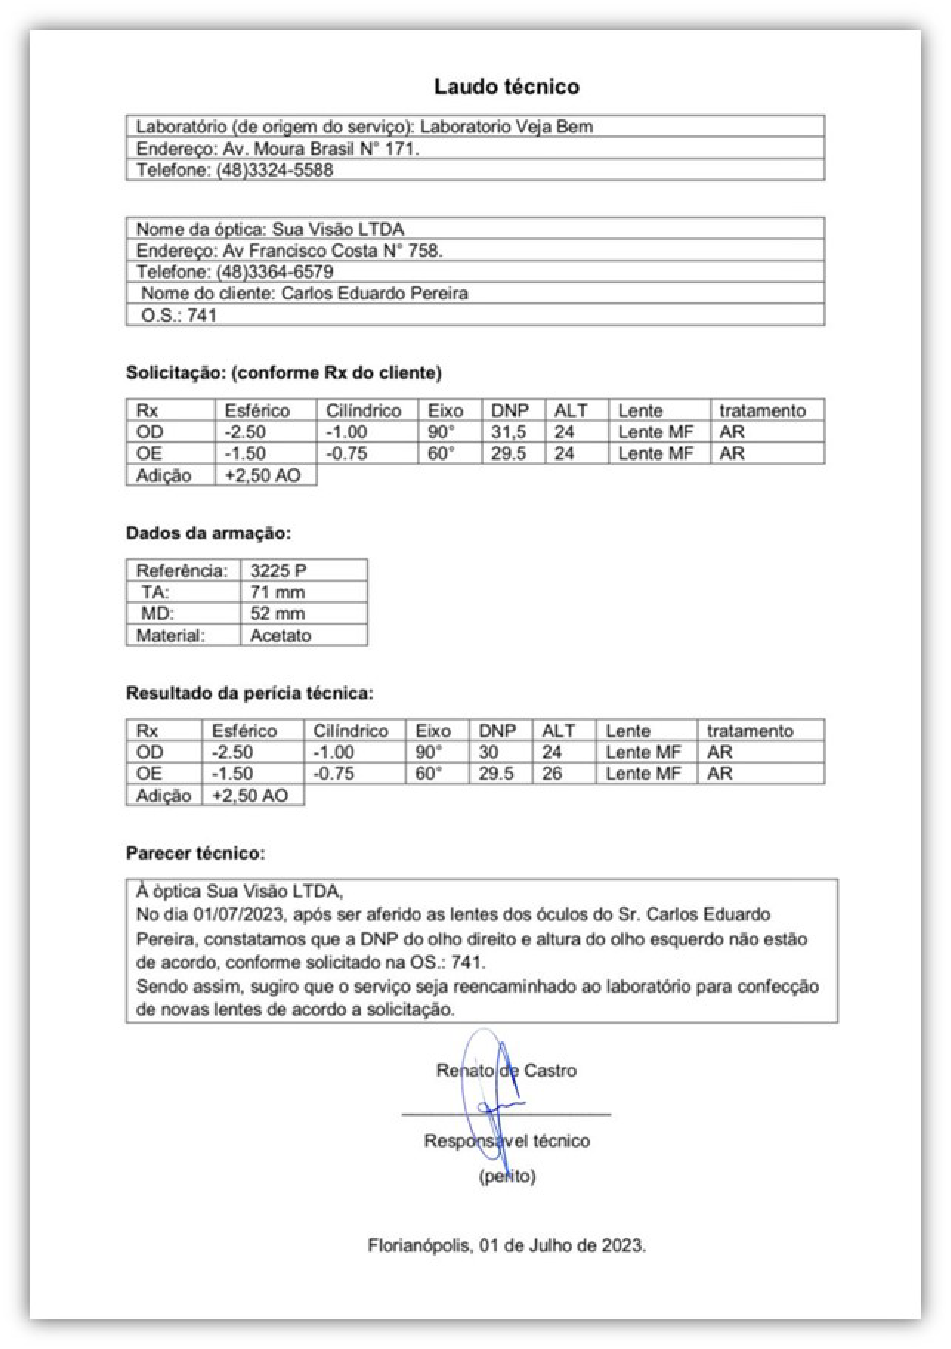 Laudo técnico
Laboratório (de origem do serviço): Laboratorio Veja Bem
Endereço: Av. Moura Brasil N° 171.
Telefone: (48)3324-5588
Nome da óptica: Sua Visão LTDA
Endereço: Av Francisco Costa N° 758.
Telefone: (48)3364-6579
Nome do cliente: Carlos Eduardo Pereira
O.S.: 741
Solicitação: (conforme Rx do cliente)
Rx Esférico Cilíndrico Eixo DNP ALT Lente tratamento
OD -2.50 -1.00 90° 31,5 24 Lente MF AR
OE -1.50 -0.75 60° 29.5 24 Lente MF AR
Adição +2,50 AO
Dados da armação:
Referência: 3225 P
TA: 71 mm
MD: 52 mm
Material: Acetato
Resultado da perícia técnica:
Rx Esférico Cilíndrico Eixo DNP ALT Lente tratamento
OD -2.50 -1.00 90° 30 24 Lente MF AR
OE -1.50 -0.75 60° 29.5 26 Lente MF AR
Adição +2,50 AO
Parecer técnico:
À òptica Sua Visão LTDA,
No dia 01/07/2023, após ser aferido as lentes dos óculos do Sr. Carlos Eduardo
Pereira, constatamos que a DNP do olho direito e altura do olho esquerdo não estão
de acordo, conforme solicitado na OS.: 741.
Sendo assim, sugiro que o serviço seja reencaminhado ao laboratório para confecção
de novas lentes de acordo a solicitação.
Renato de Castro
Responsável técnico
(perito)
Florianópolis, 01 de Julho de 2023.